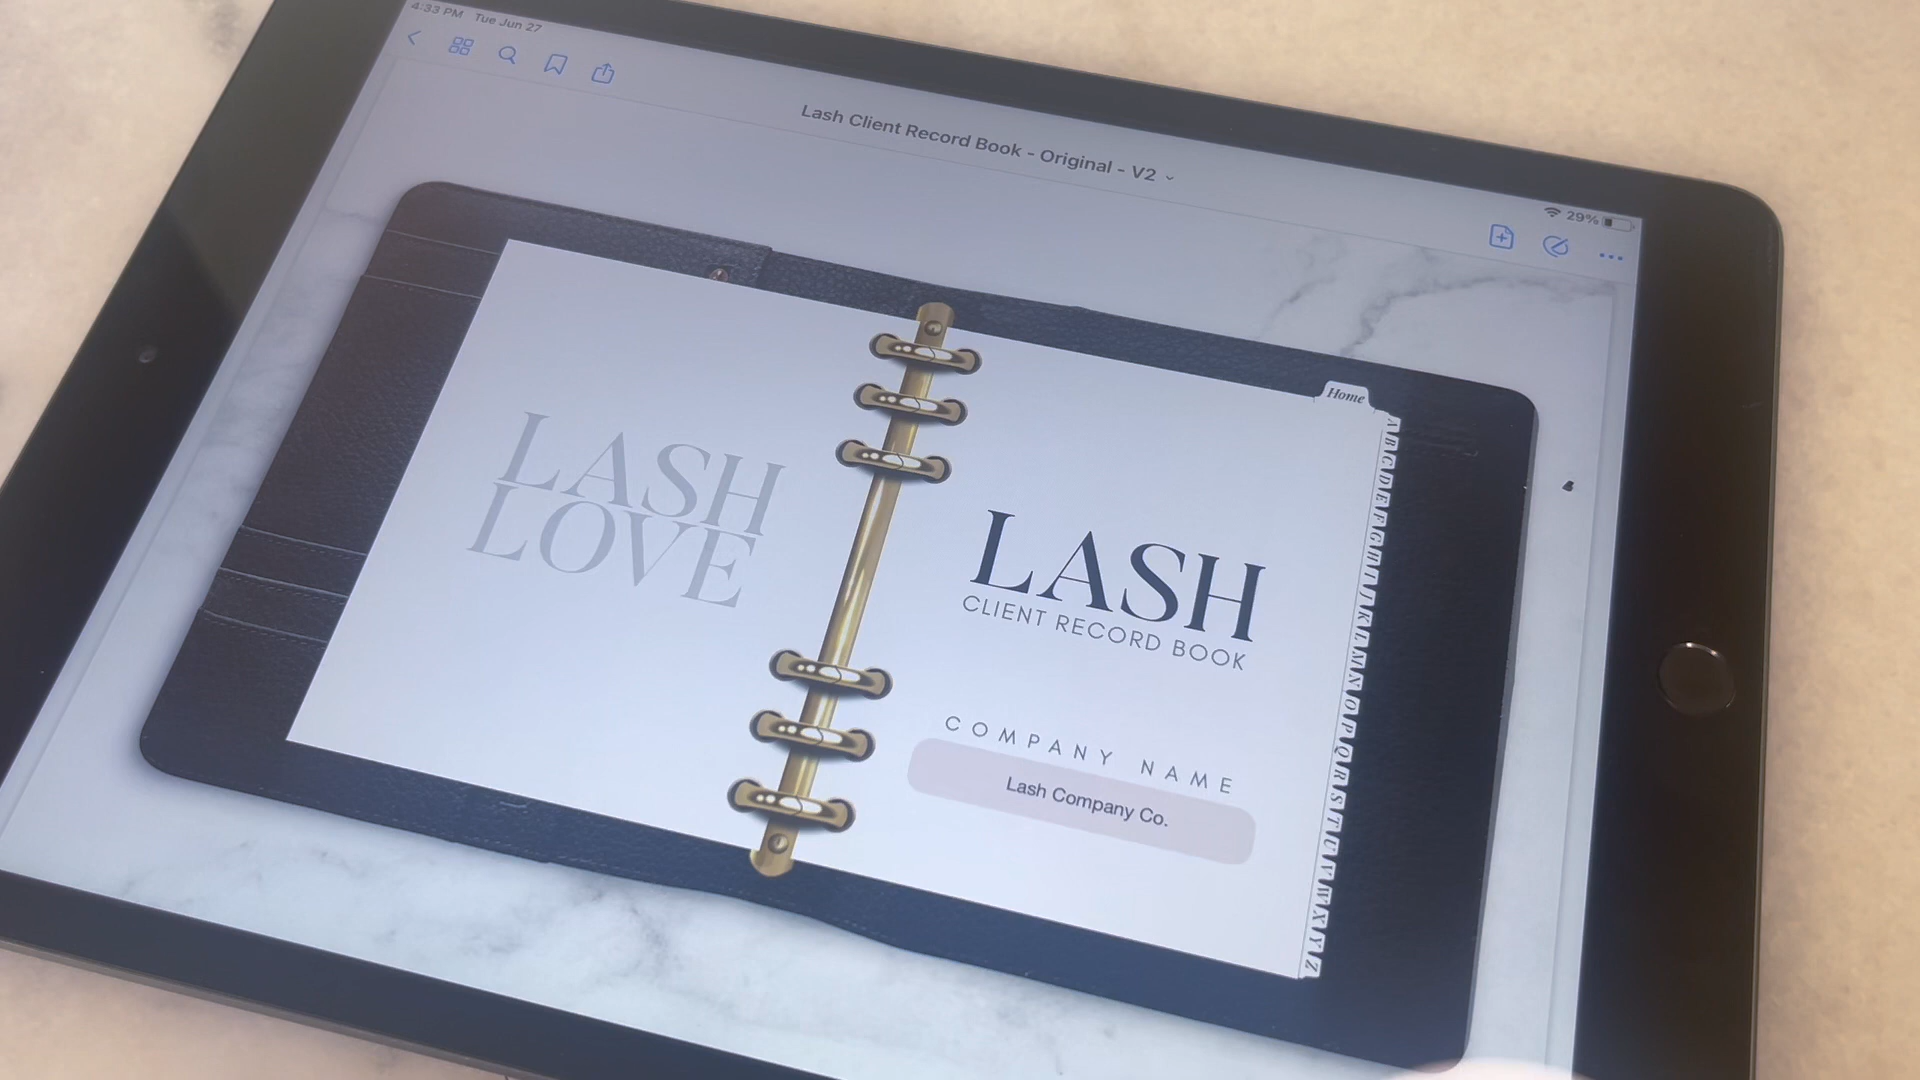 4:33 PM Tue Jun 27
Lash Client Record Book - Original - V2
29%
LASH
LOVE
LASH
CLIENT RECORD BOOK
COMPANY NAME
Lash Company Co.
Home
A
B
C
D
E
F
G
H
I
J
K
L
M
N
O
P
Q
R
S
T
U
V
W
X
Y
Z